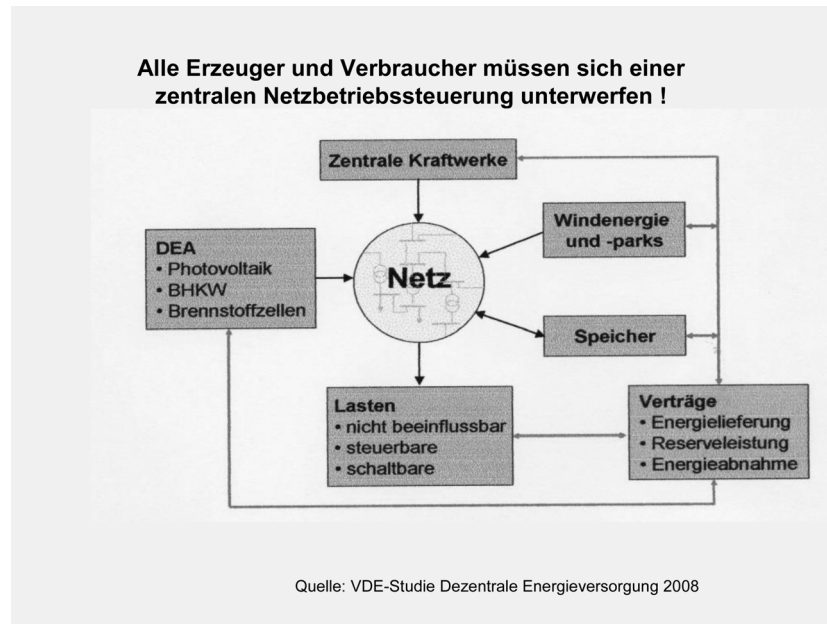 Alle Erzeuger und Verbraucher müssen sich einer
zentralen Netzbetriebssteuerung unterwerfen !
Zentrale Kraftwerke
Windenergie
und -parks
DEA
• Photovoltaik
• BHKW
• Brennstoffzellen
Netz
Speicher
Lasten
• nicht beeinflussbar
• steuerbare
• schaltbare
Verträge
• Energielieferung
• Reserveleistung
• Energieabnahme
Quelle: VDE-Studie Dezentrale Energieversorgung 2008